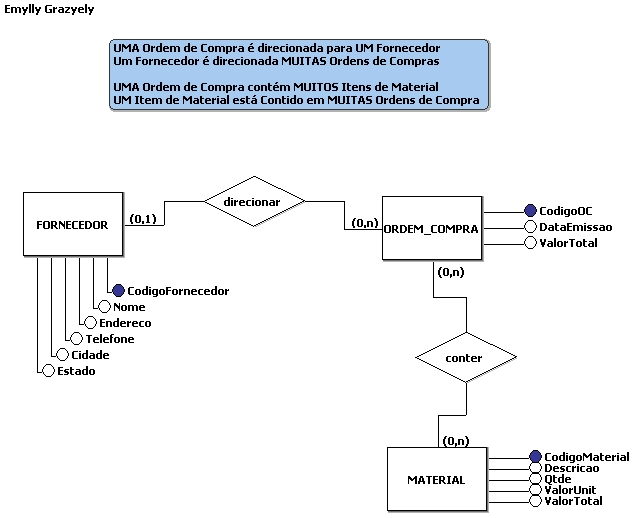 Emylly Grazyely
UMA Ordem de Compra é direcionada para UM Fornecedor
Um Fornecedor é direcionada MUITAS Ordens de Compras
UMA Ordem de Compra contém MUITOS Itens de Material
UM Item de Material está Contido em MUITAS Ordens de Compra
direcionar
FORNECEDOR
(0,1)
(0,n)
ORDEM_COMPRA
CodigoOC
DataEmissao
ValorTotal
(0,n)
CodigoFornecedor
Nome
Endereco
Telefone
Cidade
Estado
conter
(0,n)
MATERIAL
CodigoMaterial
Descricao
Qtde
ValorUnit
ValorTotal